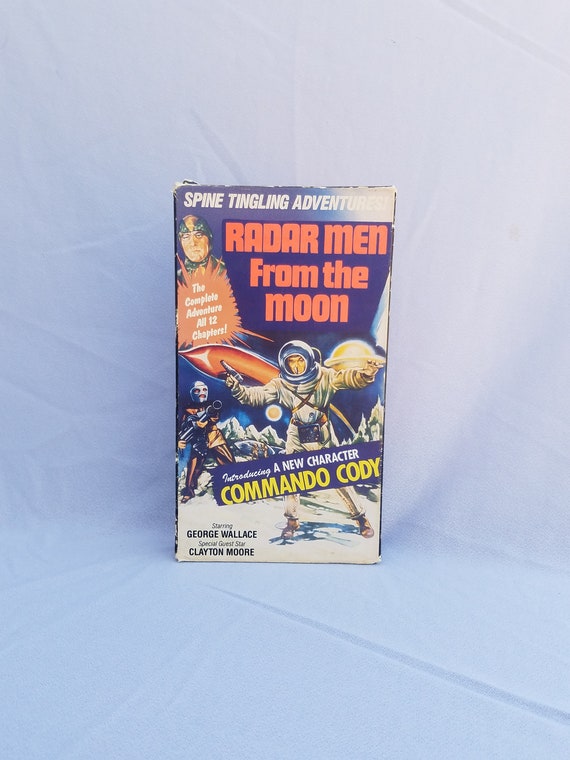 SPINE TINGLING ADVENTURES!
RADAR MEN
From the
moon
The
Complete
Adventure
All 12
Chapters!
Introducing A NEW CHARACTER
COMMANDO CODY
Starring
GEORGE WALLACE
Special Guest Star
CLAYTON MOORE